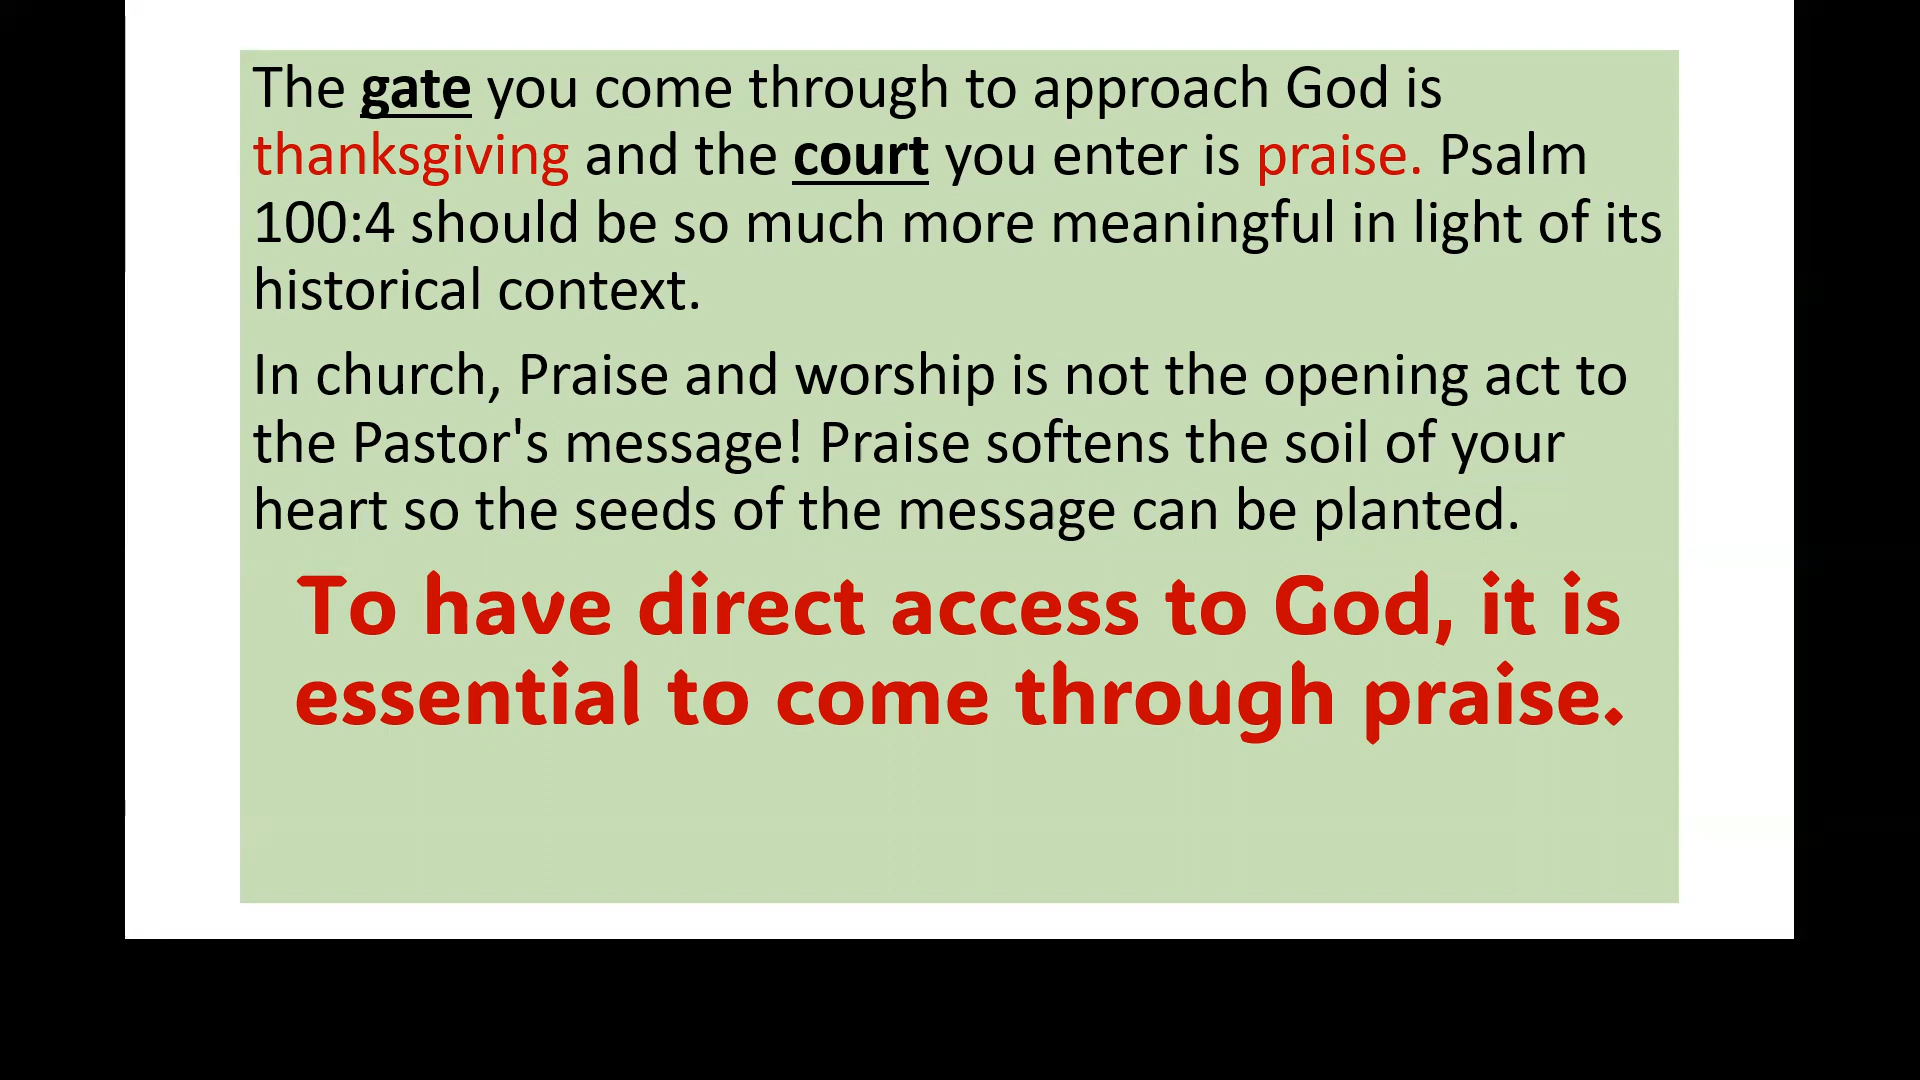 The gate you come through to approach God is
thanksgiving and the court you enter is praise. Psalm
100:4 should be so much more meaningful in light of its
historical context.
In church, Praise and worship is not the opening act to
the Pastor's message! Praise softens the soil of your
heart so the seeds of the message can be planted.
To have direct access to God, it is
essential to come through praise.